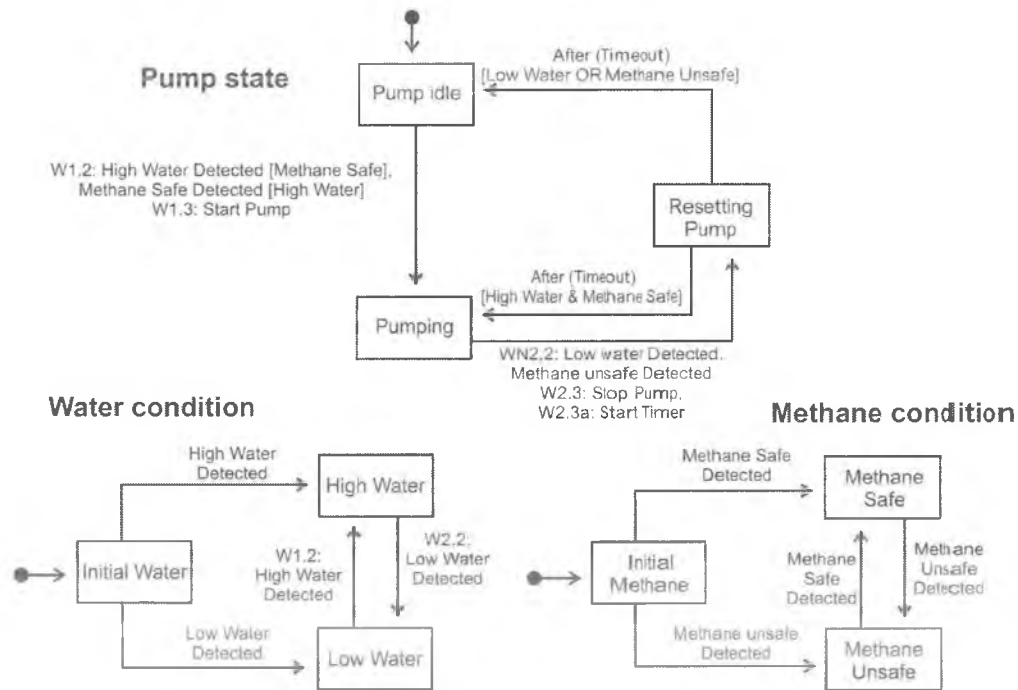 Pump state
Pump idle
After (Timeout)
[Low Water OR Methane Unsafe]
W1.2: High Water Detected [Methane Safe],
Methane Safe Detected [High Water]
W1.3: Start Pump
Resetting
Pump
After (Timeout)
[High Water & Methane Safe]
Pumping
WN2.2: Low water Detected,
Methane unsafe Detected
W2.3: Stop Pump,
W2.3a: Start Timer
Water condition
High Water
Detected
High Water
Initial Water
W1.2:
High Water
Detected
W2.2:
Low Water
Detected
Low Water
Detected
Low Water
Methane condition
Methane Safe
Detected
Methane
Safe
Initial
Methane
Methane
Safe
Detected
Methane
Unsafe
Detected
Methane unsafe
Detected
Methane
Unsafe